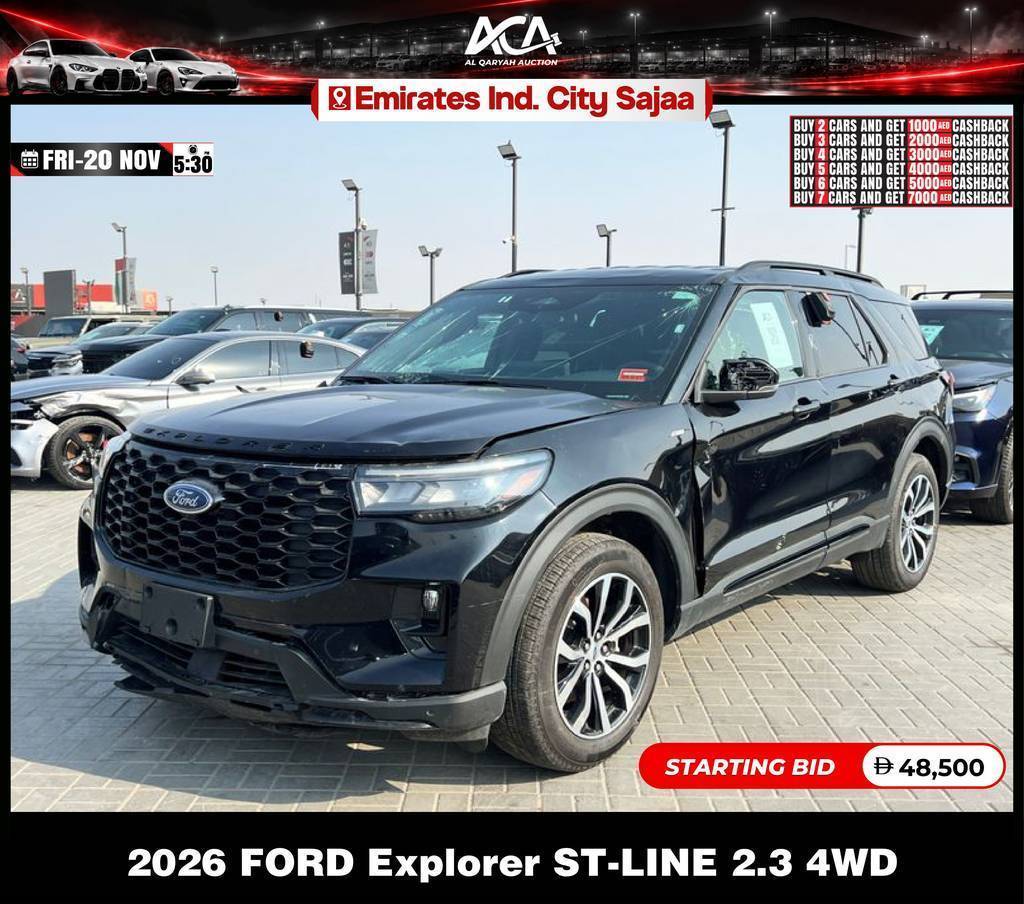 ACA
AL QARYAH AUCTION
Emirates Ind. City Sajaa
FRI-20 NOV 5:30
BUY 2 CARS AND GET 1000 AED CASHBACK
BUY 3 CARS AND GET 2000 AED CASHBACK
BUY 4 CARS AND GET 3000 AED CASHBACK
BUY 5 CARS AND GET 4000 AED CASHBACK
BUY 6 CARS AND GET 5000 AED CASHBACK
BUY 7 CARS AND GET 7000 AED CASHBACK
EXPLORER
Ford
STARTING BID 48,500
2026 FORD Explorer ST-LINE 2.3 4WD